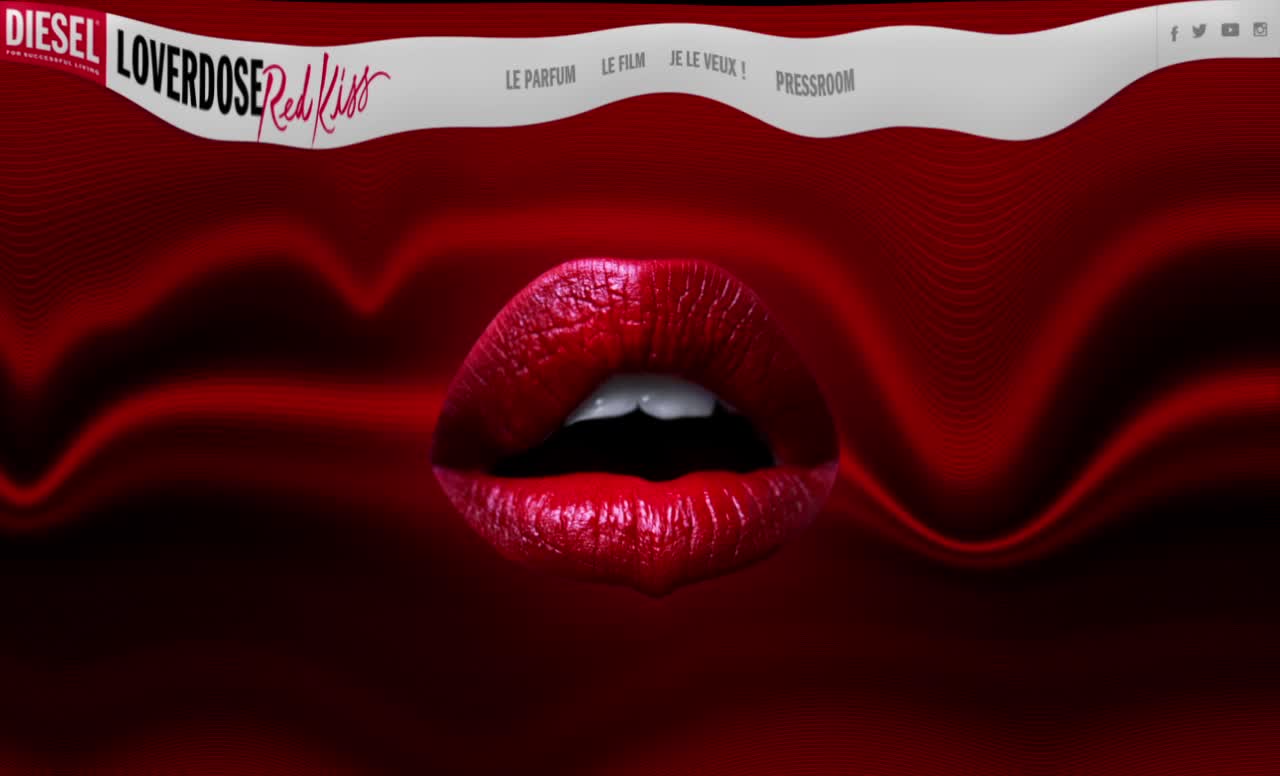 DIESEL
FOR SUCCESSFUL LIVING
LOVERDOSE Red Kiss
LE PARFUM
LE FILM
JE LE VEUX !
PRESSROOM